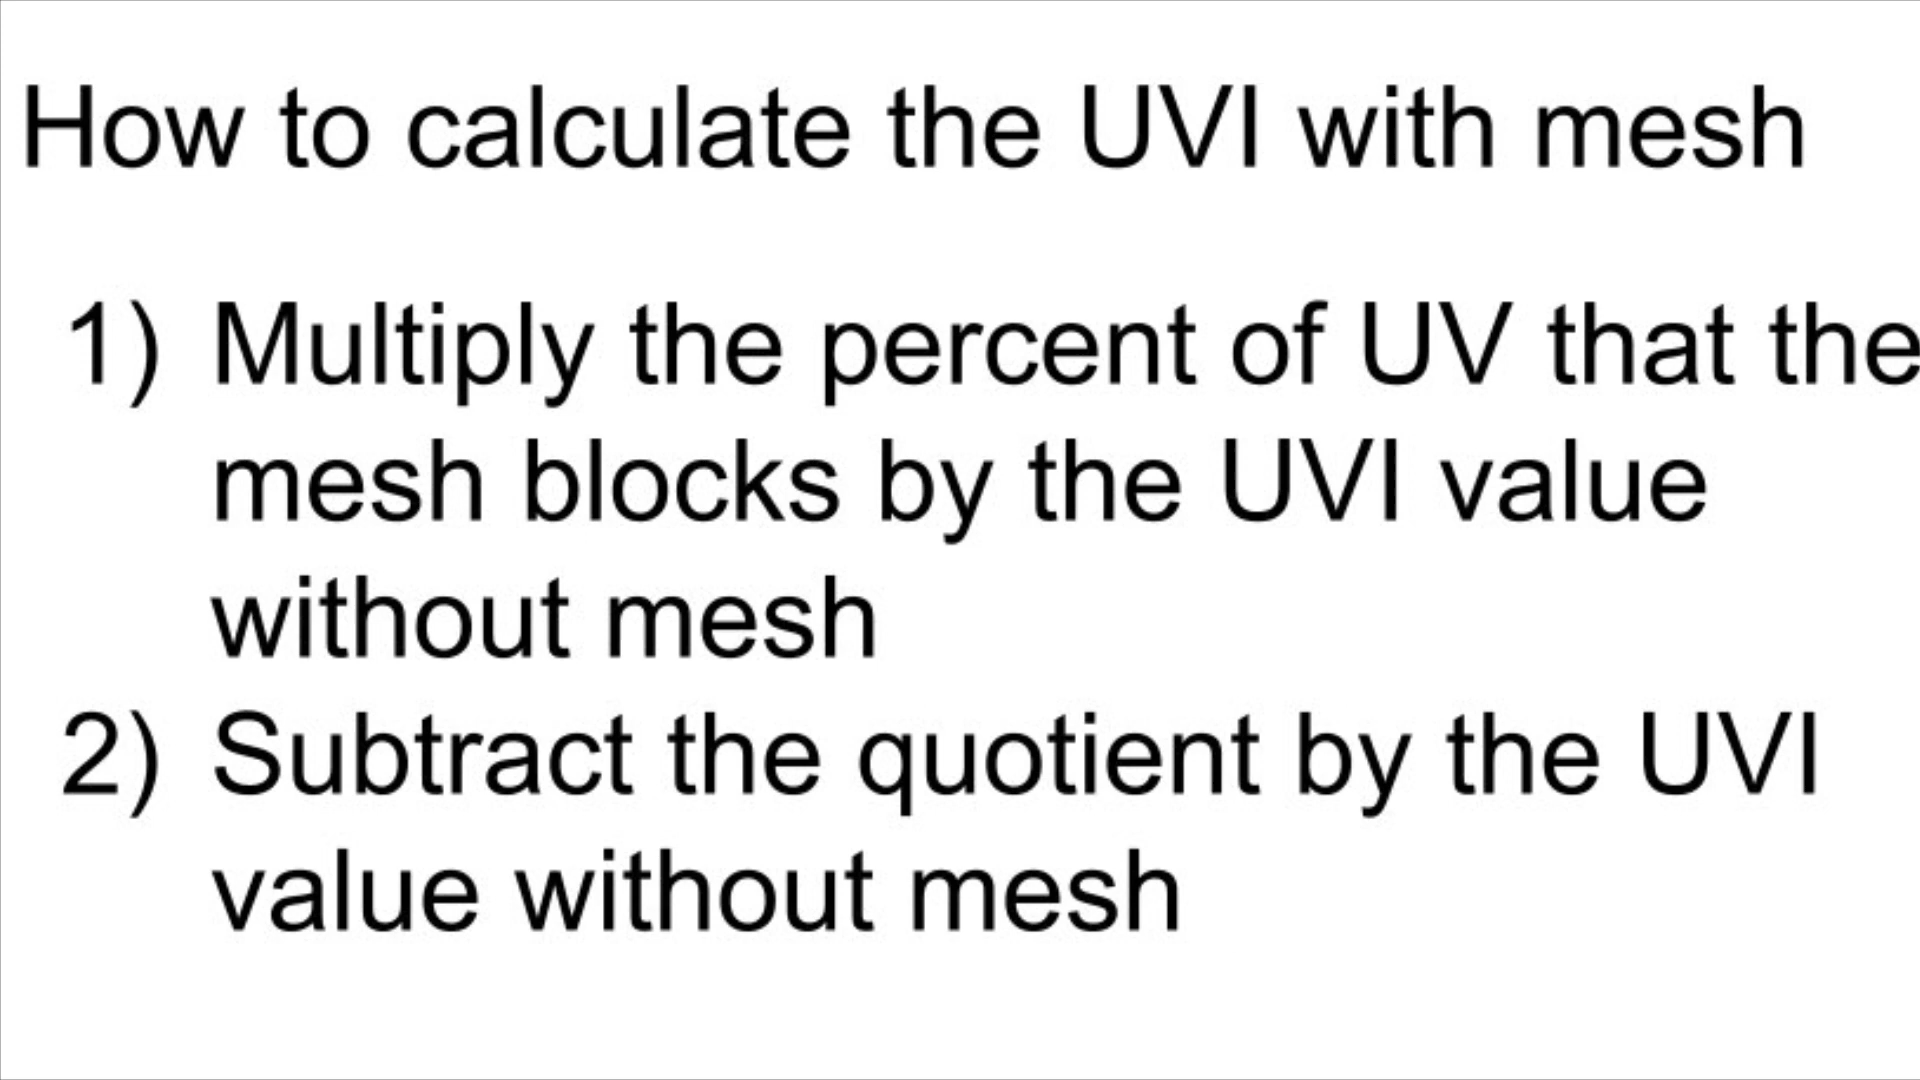 How to calculate the UVI with mesh
1) Multiply the percent of UV that the
mesh blocks by the UVI value
without mesh
2) Subtract the quotient by the UVI
value without mesh